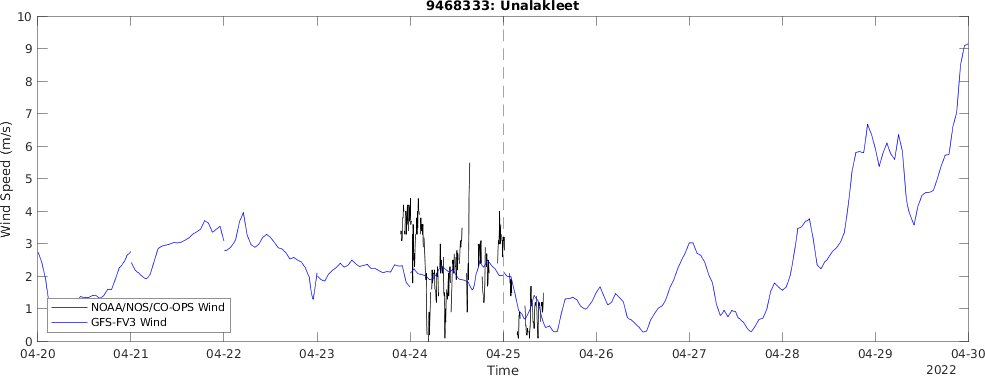 9468333: Unalakleet
Wind Speed (m/s)
10
9
8
7
6
5
4
3
2
1
0
NOAA/NOS/CO-OPS Wind
GFS-FV3 Wind
04-20 04-21 04-22 04-23 04-24 04-25 04-26 04-27 04-28 04-29 04-30
Time
2022